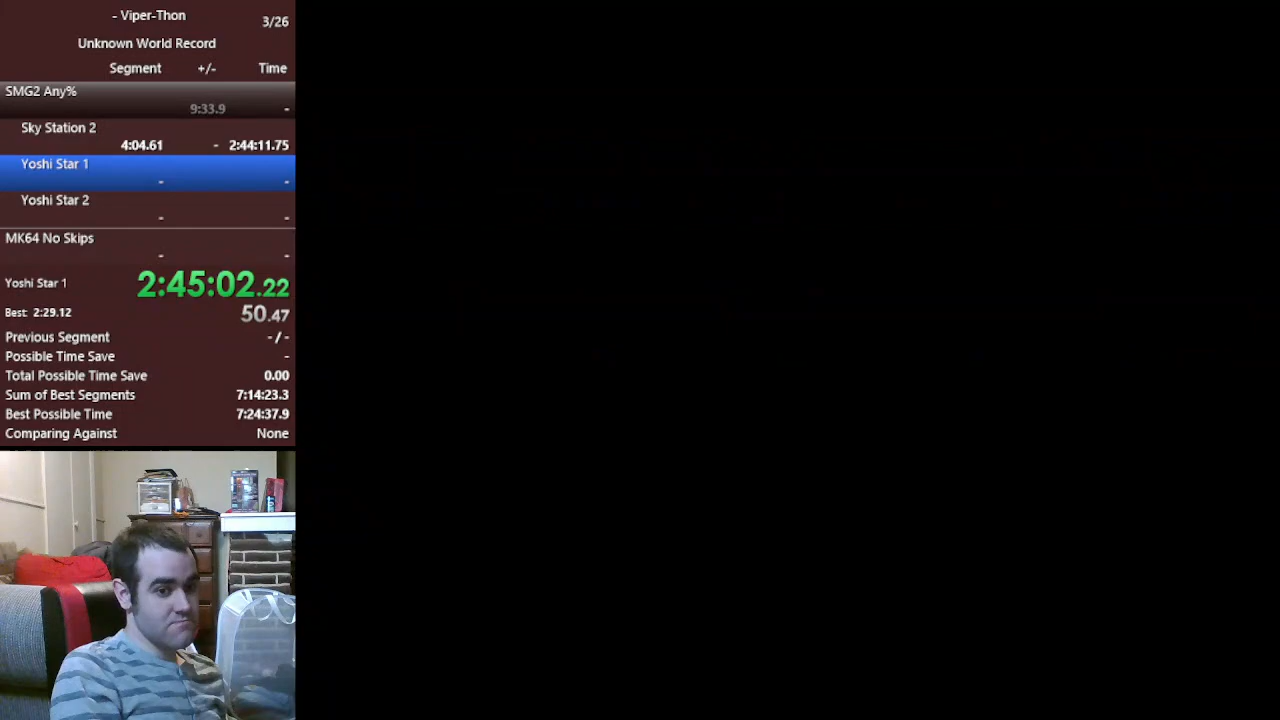 - Viper-Thon
3/26
Unknown World Record
Segment +/- Time
SMG2 Any%
9:33.9 -
Sky Station 2
4:04.61 - 2:44:11.75
Yoshi Star 1
- -
Yoshi Star 2
- -
MK64 No Skips
- -
Yoshi Star 1 2:45:02.22
Best: 2:29.12 50.47
Previous Segment - / -
Possible Time Save -
Total Possible Time Save 0.00
Sum of Best Segments 7:14:23.3
Best Possible Time 7:24:37.9
Comparing Against None